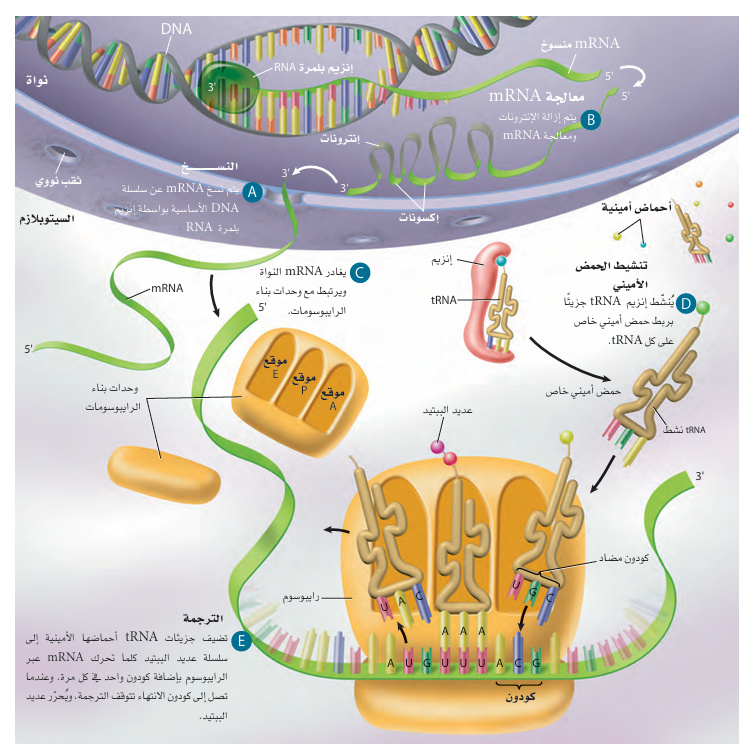 DNA
نواة
إنزيم بلمرة RNA
3'
mRNA منسوخ
5'
5'
معالجة mRNA
B
يتم إزالة الإنترونات
ومعالجة mRNA
إنترونات
3'
3'
إكسونات
ثقب نووي
السيتوبلازم
النسخ
A
يتم نسخ mRNA عن سلسلة
DNA الأساسية بواسطة إنزيم
بلمرة RNA
mRNA
5'
C
يغادر mRNA النواة
ويرتبط مع وحدات بناء
الرايبوسومات.
5'
أحماض أمينية
إنزيم
tRNA
تنشيط الحمض
الأميني
D
يُنشّط إنزيم tRNA جزيئًا
بربط حمض أميني خاص
على كل tRNA.
حمض أميني خاص
tRNA نشط
موقع
E
موقع
P
موقع
A
وحدات بناء
الرايبوسومات
عديد الببتيد
3'
كودون مضاد
رايبوسوم
U A C
A A A
U G C
A U G U U U A C G
كودون
الترجمة
E
تضيف جزيئات tRNA أحماضها الأمينية إلى
سلسلة عديد الببتيد كلما تحرك mRNA عبر
الرايبوسوم بإضافة كودون واحد في كل مرة. وعندما
تصل إلى كودون الانتهاء تتوقف الترجمة، ويُحرّر عديد
الببتيد.